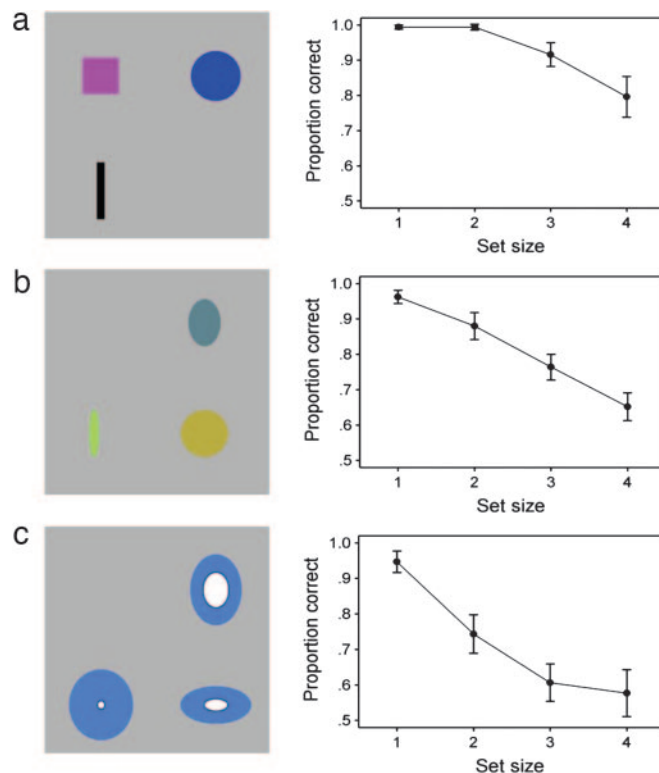 a
Proportion correct
1.0
.9
.8
.7
.6
.5
1 2 3 4
Set size
b
Proportion correct
1.0
.9
.8
.7
.6
.5
1 2 3 4
Set size
c
Proportion correct
1.0
.9
.8
.7
.6
.5
1 2 3 4
Set size